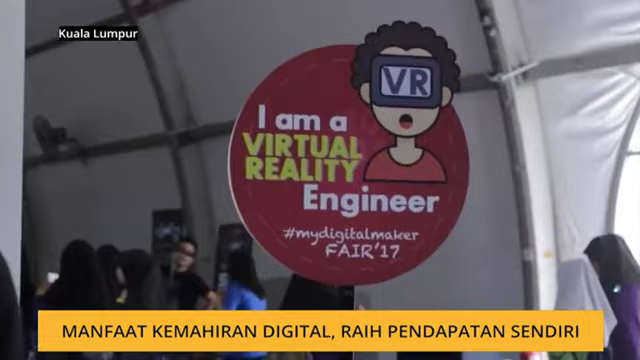 Kuala Lumpur
VR
I am a
VIRTUAL
REALITY
Engineer
#mydigitalmaker
FAIR'17
MANFAAT KEMAHIRAN DIGITAL, RAIH PENDAPATAN SENDIRI